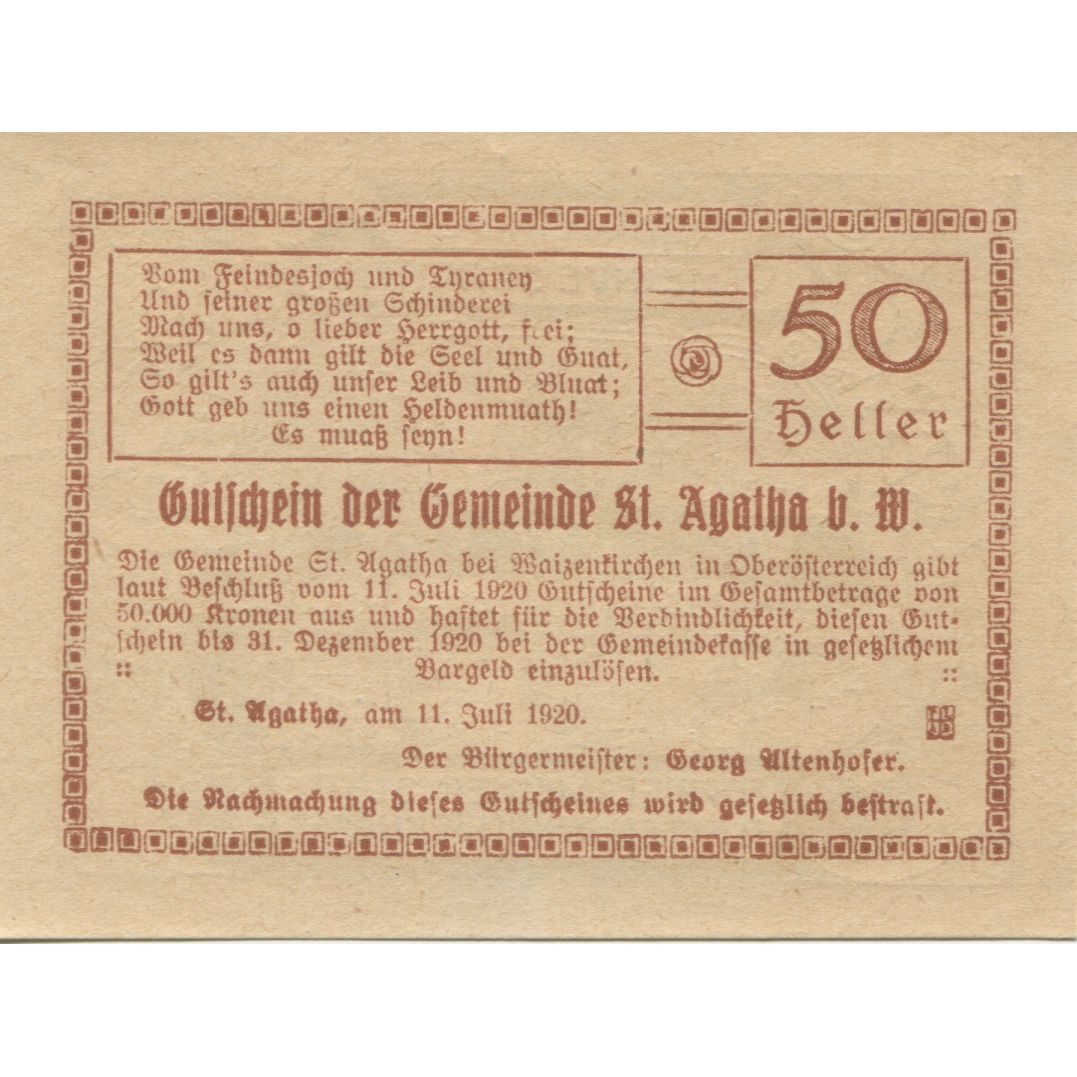 Vom Feindesjoch und Tyraney
Und seiner großen Schinderei
Mach uns, o lieber Herrgott, frei;
Weil es dann gilt die Seel und Guat,
So gilt's auch unser Leib und Bluat;
Gott geb uns einen Heldenmuath!
Es muaß seyn!
50
Heller
Gutschein der Gemeinde St. Agatha b. W.
Die Gemeinde St. Agatha bei Waizenkirchen in Oberösterreich gibt
laut Beschluß vom 11. Juli 1920 Gutscheine im Gesamtbetrage von
50.000 Kronen aus und haftet für die Verbindlichkeit, diesen Gut-
schein bis 31. Dezember 1920 bei der Gemeindekasse in gesetzlichem
:: Bargeld einzulösen. ::
St. Agatha, am 11. Juli 1920.
Der Bürgermeister: Georg Altenhofer.
Die Nachmachung dieses Gutscheines wird gesetzlich bestraft.